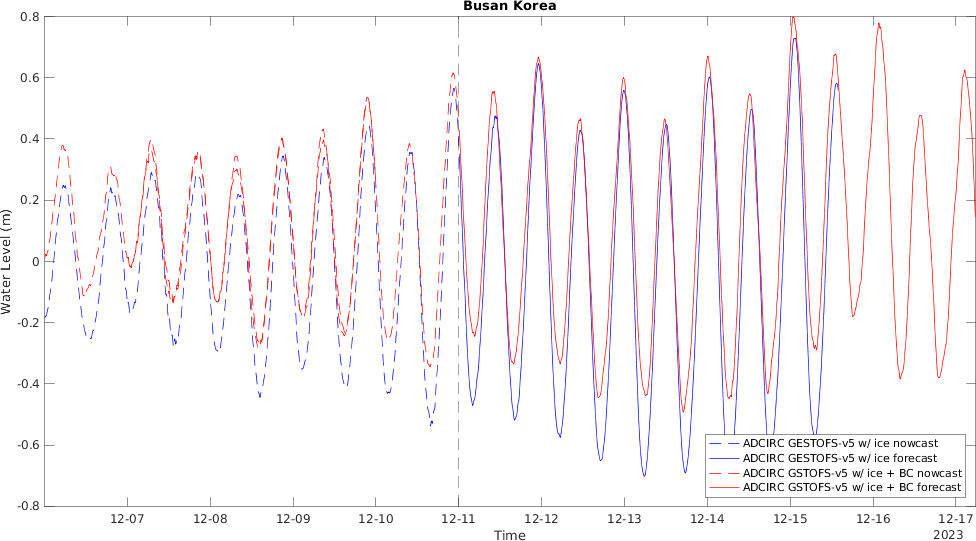 Busan Korea
0.8
0.6
0.4
0.2
0
-0.2
-0.4
-0.6
-0.8
Water Level (m)
ADCIRC GESTOFS-v5 w/ ice nowcast
ADCIRC GESTOFS-v5 w/ ice forecast
ADCIRC GSTOFS-v5 w/ ice + BC nowcast
ADCIRC GSTOFS-v5 w/ ice + BC forecast
12-07 12-08 12-09 12-10 12-11 12-12 12-13 12-14 12-15 12-16 12-17
Time
2023